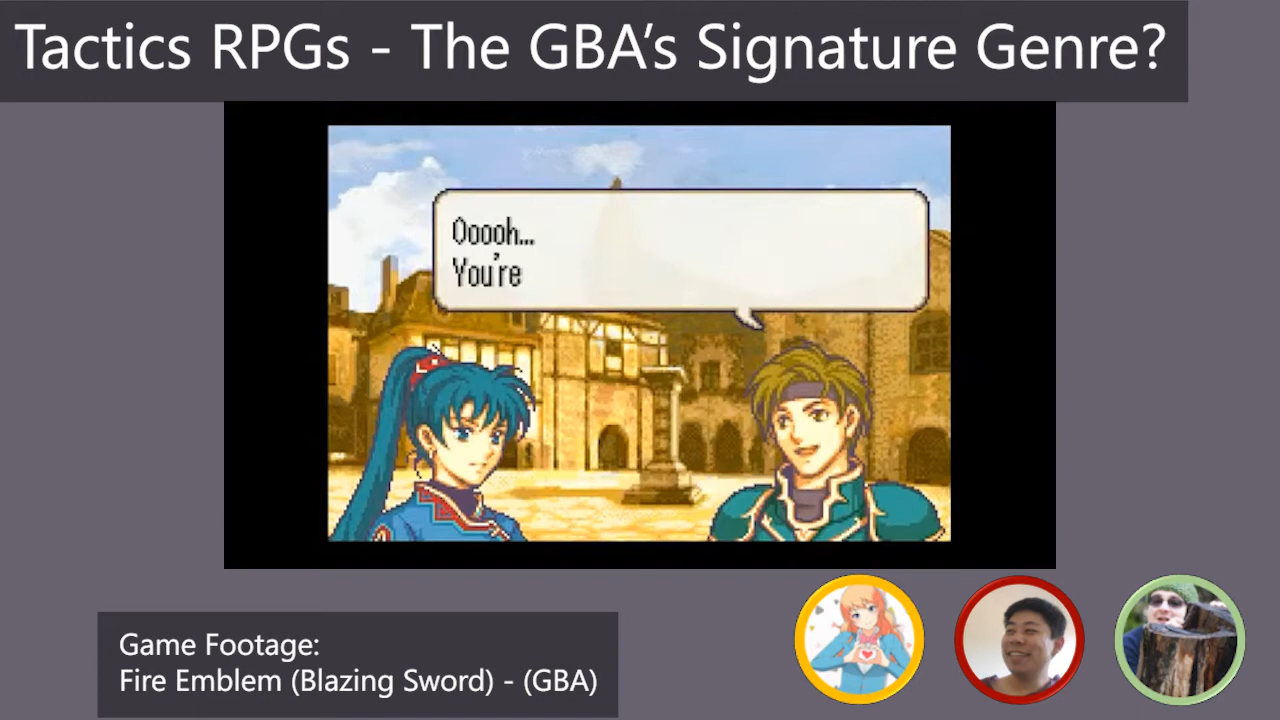 Tactics RPGs - The GBA's Signature Genre?
Ooooh...
You're
Game Footage:
Fire Emblem (Blazing Sword) - (GBA)